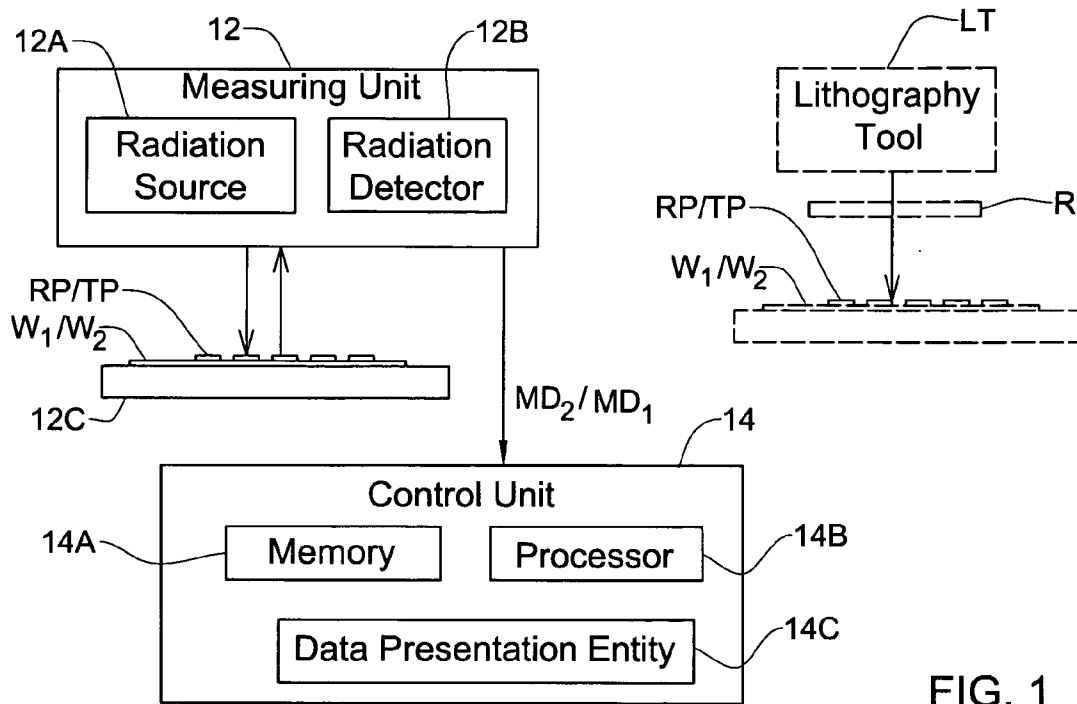 12A
12
12B
Measuring Unit
Radiation
Source
Radiation
Detector
LT
Lithography
Tool
R
RP/TP
W1/W2
RP/TP
W1/W2
12C
MD2/MD1
14
Control Unit
14A
Memory
Processor
14B
Data Presentation Entity
14C
FIG. 1